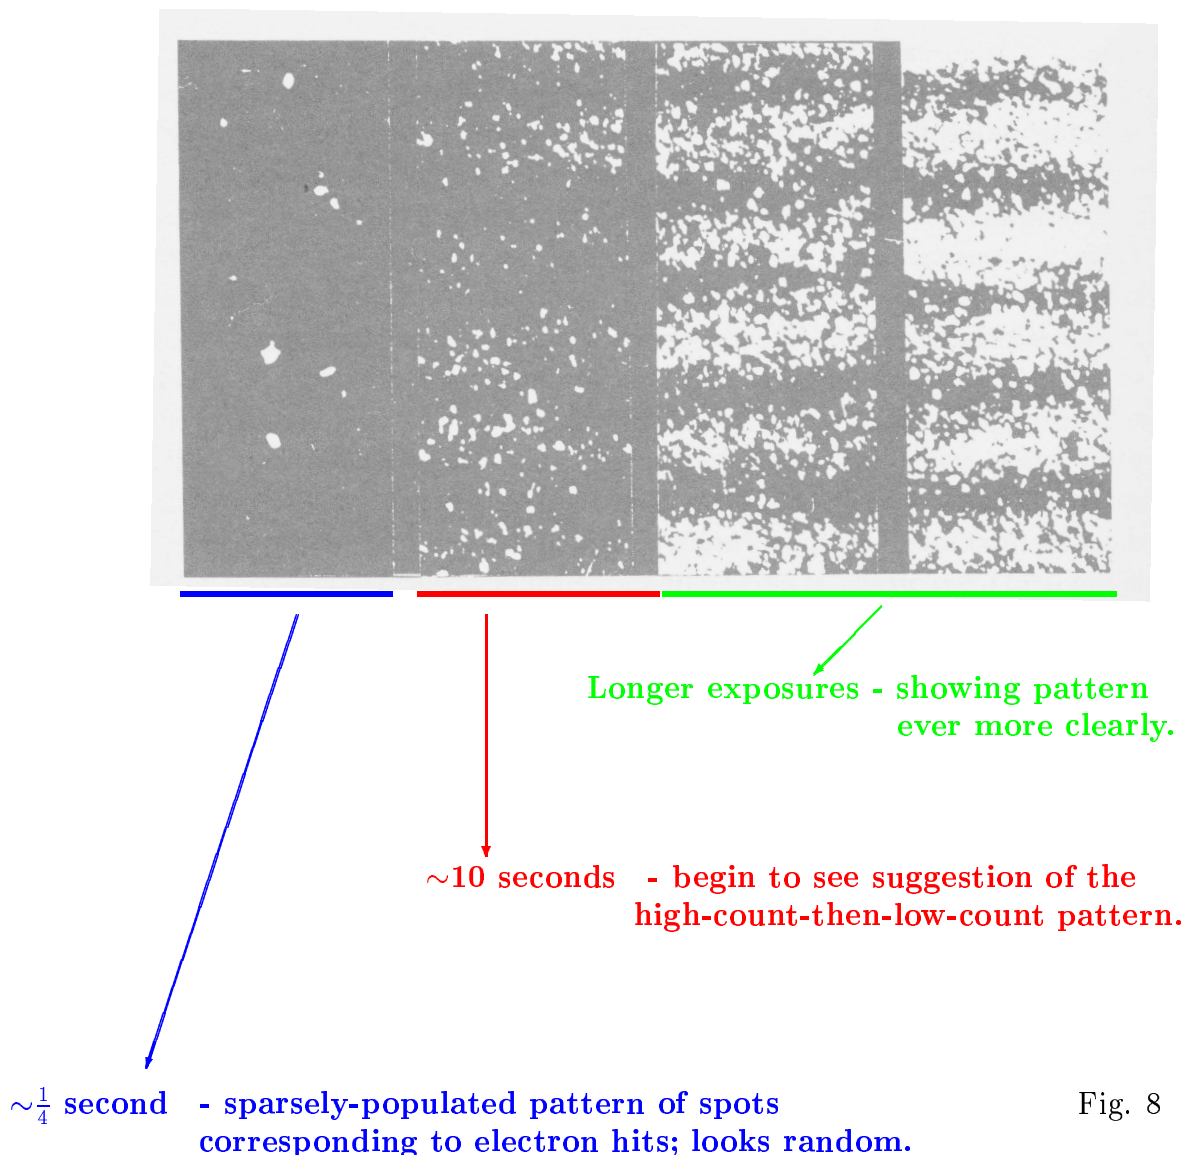 Longer exposures - showing pattern
ever more clearly.
~10 seconds - begin to see suggestion of the
high-count-then-low-count pattern.
~1/4 second - sparsely-populated pattern of spots
corresponding to electron hits; looks random.
Fig. 8